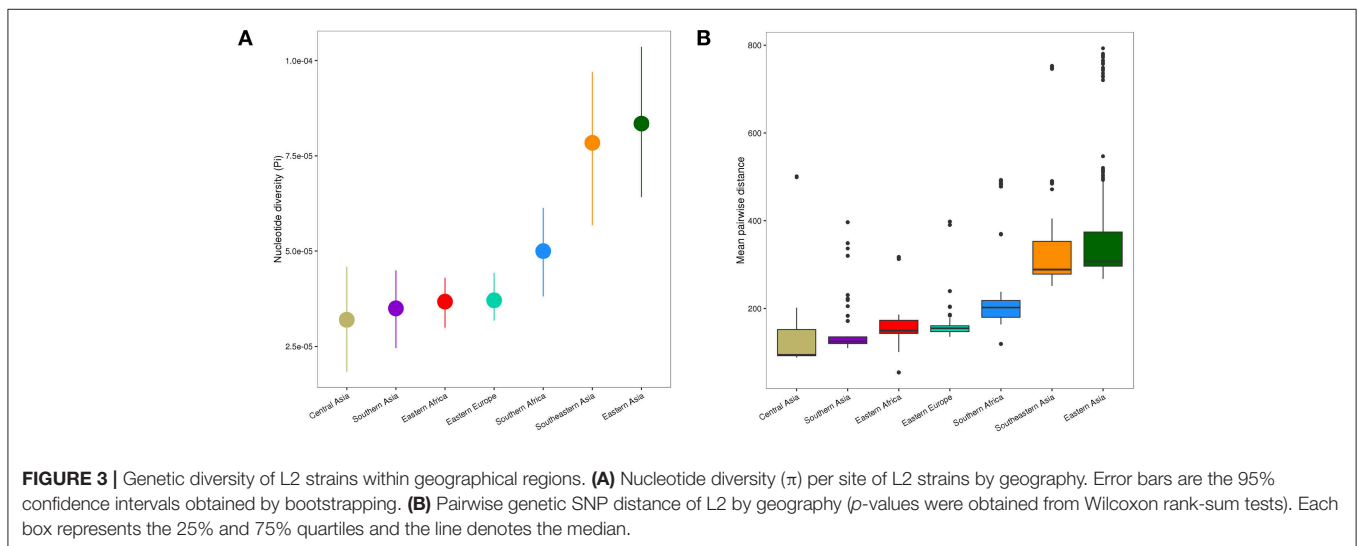 A
Nucleotide diversity (Pi)
1.0e-04
7.5e-05
5.0e-05
2.5e-05
Central Asia
Southern Asia
Eastern Africa
Eastern Europe
Southern Africa
Southeastern Asia
Eastern Asia
B
Mean pairwise distance
800
600
400
200
Central Asia
Southern Asia
Eastern Africa
Eastern Europe
Southern Africa
Southeastern Asia
Eastern Asia
FIGURE 3 | Genetic diversity of L2 strains within geographical regions. (A) Nucleotide diversity (π) per site of L2 strains by geography. Error bars are the 95%
confidence intervals obtained by bootstrapping. (B) Pairwise genetic SNP distance of L2 by geography (p-values were obtained from Wilcoxon rank-sum tests). Each
box represents the 25% and 75% quartiles and the line denotes the median.